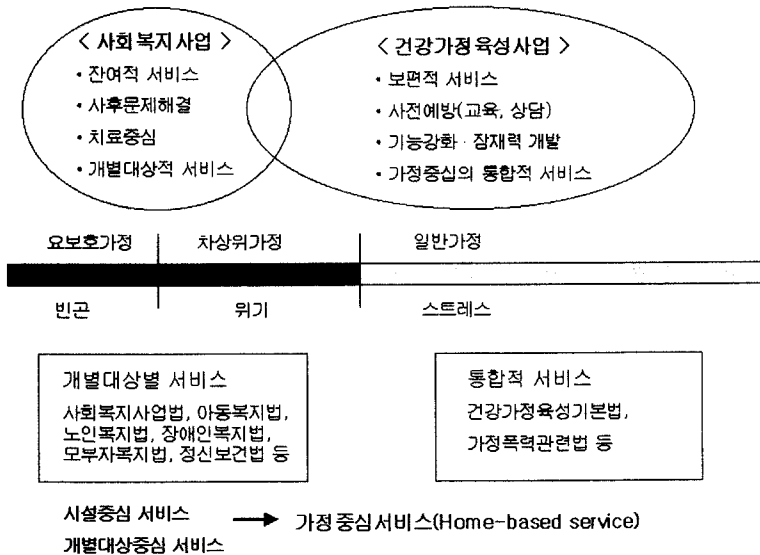 < 사회복지사업 >
• 잔여적 서비스
• 사후문제해결
• 치료중심
• 개별대상적 서비스
< 건강가정육성사업 >
• 보편적 서비스
• 사전예방(교육, 상담)
• 기능강화 · 잠재력 개발
• 가정중심의 통합적 서비스
요보호가정 차상위가정 일반가정
빈곤 위기 스트레스
개별대상별 서비스
사회복지사업법, 아동복지법,
노인복지법, 장애인복지법,
모부자복지법, 정신보건법 등
통합적 서비스
건강가정육성기본법,
가정폭력관련법 등
시설중심 서비스
개별대상중심 서비스
→ 가정중심서비스(Home-based service)